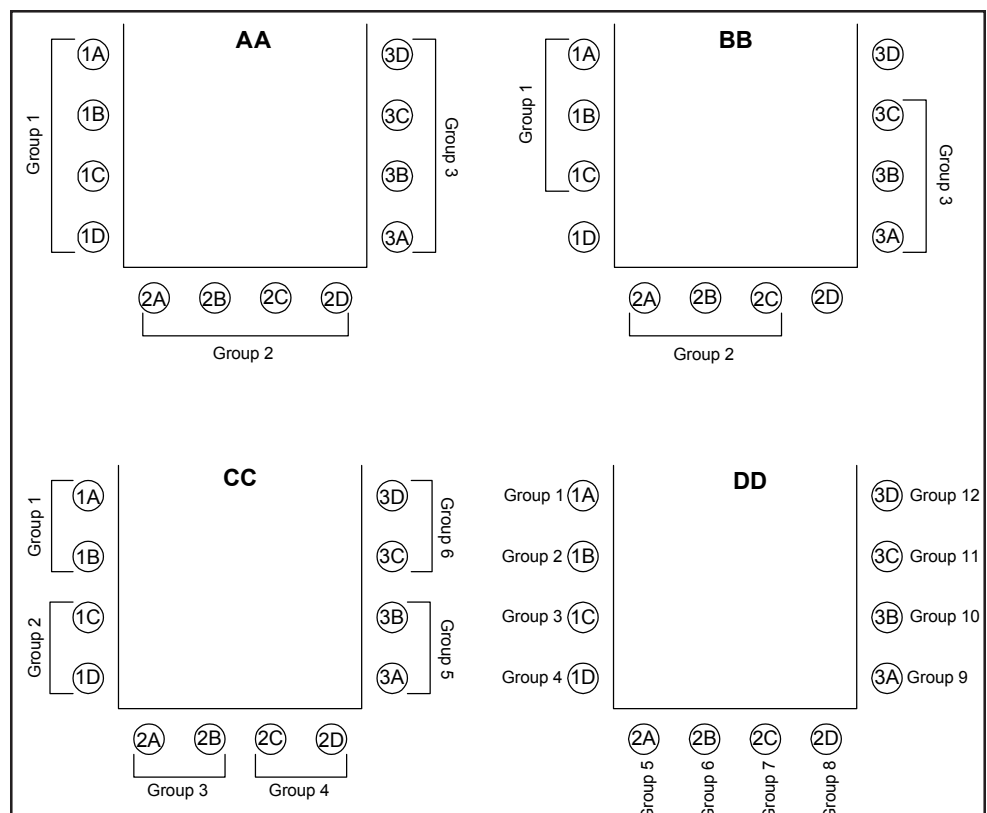 AA
Group 1
1A
1B
1C
1D
2A 2B 2C 2D
Group 2
3D
3C
3B
3A
Group 3
BB
Group 1
1A
1B
1C
1D
2A 2B 2C 2D
Group 2
3D
3C
3B
3A
Group 3
CC
Group 1
1A
1B
Group 2
1C
1D
2A 2B 2C 2D
Group 3 Group 4
3D
3C
Group 6
3B
3A
Group 5
DD
Group 1 1A
Group 2 1B
Group 3 1C
Group 4 1D
2A 2B 2C 2D
Group 5
Group 6
Group 7
Group 8
3D Group 12
3C Group 11
3B Group 10
3A Group 9